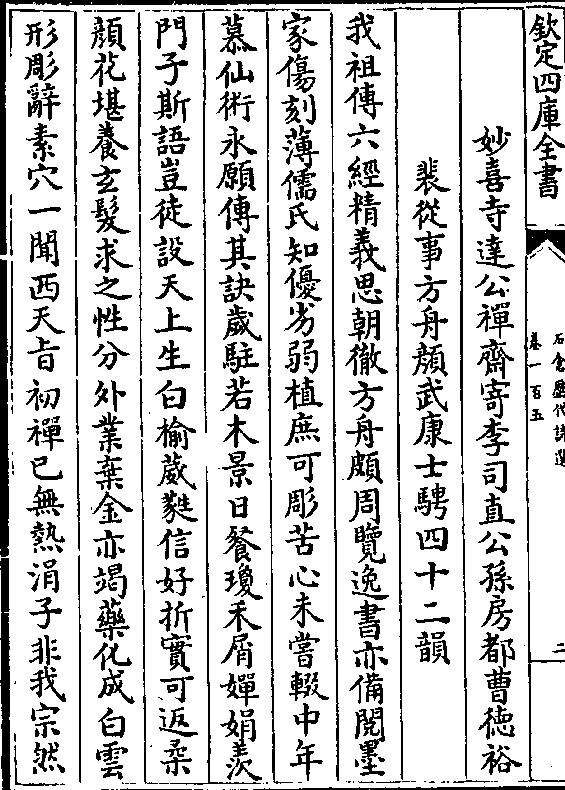 欽定四庫全書
石倉歷代詩選
卷一百五
二
妙喜寺達公禪齋寄李司直公孫房都曹徳裕
裴從事方舟顔武康士騁四十二韻
我祖傳六經精義思朝徹方舟頗周覽逸書亦備閱墨
家傷刻薄儒氏知優劣弱植庶可彫苦心未嘗輟中年
慕仙術永願傳其訣歲駐若木景日餐瓊禾屑嬋娟羨
門子斯語豈徒設天上生白榆葳蕤信好折實可返柔
顔花堪養玄髮求之性分外業棄金亦竭藥化成白雲
形彫辭素穴一聞西天旨初禪已無熱涓子非我宗然